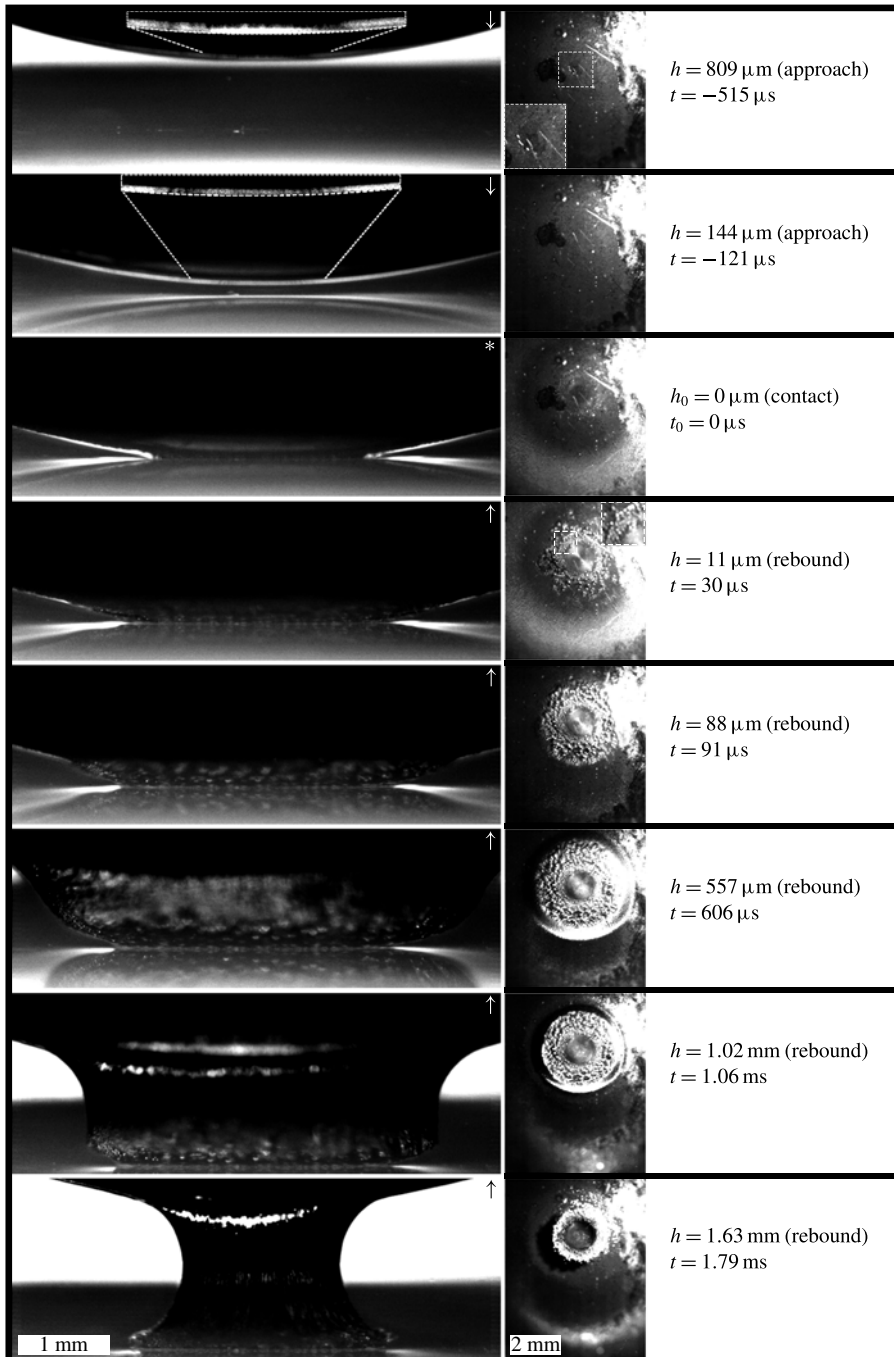 ↓
h = 809 μm (approach)
t = −515 μs
↓
h = 144 μm (approach)
t = −121 μs
*
h₀ = 0 μm (contact)
t₀ = 0 μs
↑
h = 11 μm (rebound)
t = 30 μs
↑
h = 88 μm (rebound)
t = 91 μs
↑
h = 557 μm (rebound)
t = 606 μs
↑
h = 1.02 mm (rebound)
t = 1.06 ms
↑
h = 1.63 mm (rebound)
t = 1.79 ms
1 mm
2 mm